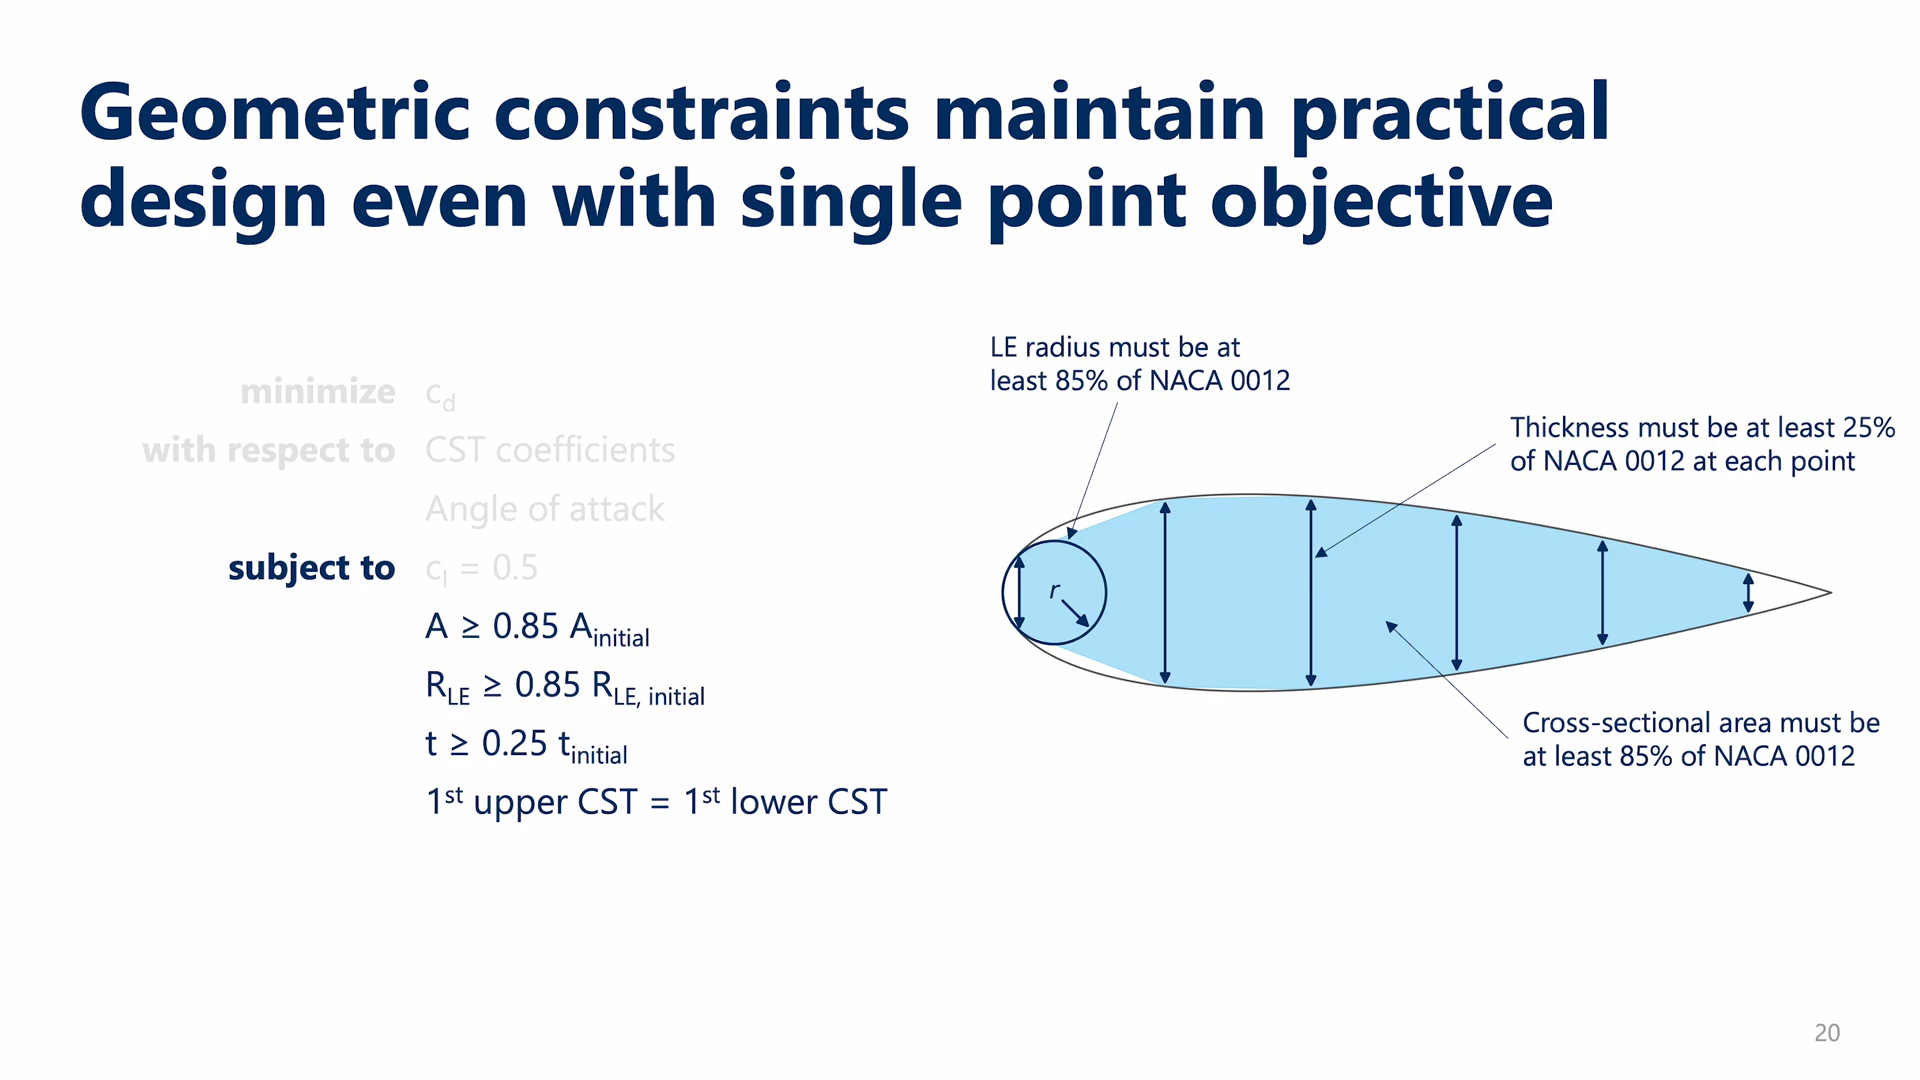 Geometric constraints maintain practical
design even with single point objective
minimize c_d
with respect to CST coefficients
Angle of attack
subject to c_l = 0.5
A ≥ 0.85 A_initial
R_LE ≥ 0.85 R_LE, initial
t ≥ 0.25 t_initial
1st upper CST = 1st lower CST
LE radius must be at
least 85% of NACA 0012
Thickness must be at least 25%
of NACA 0012 at each point
r
Cross-sectional area must be
at least 85% of NACA 0012
20